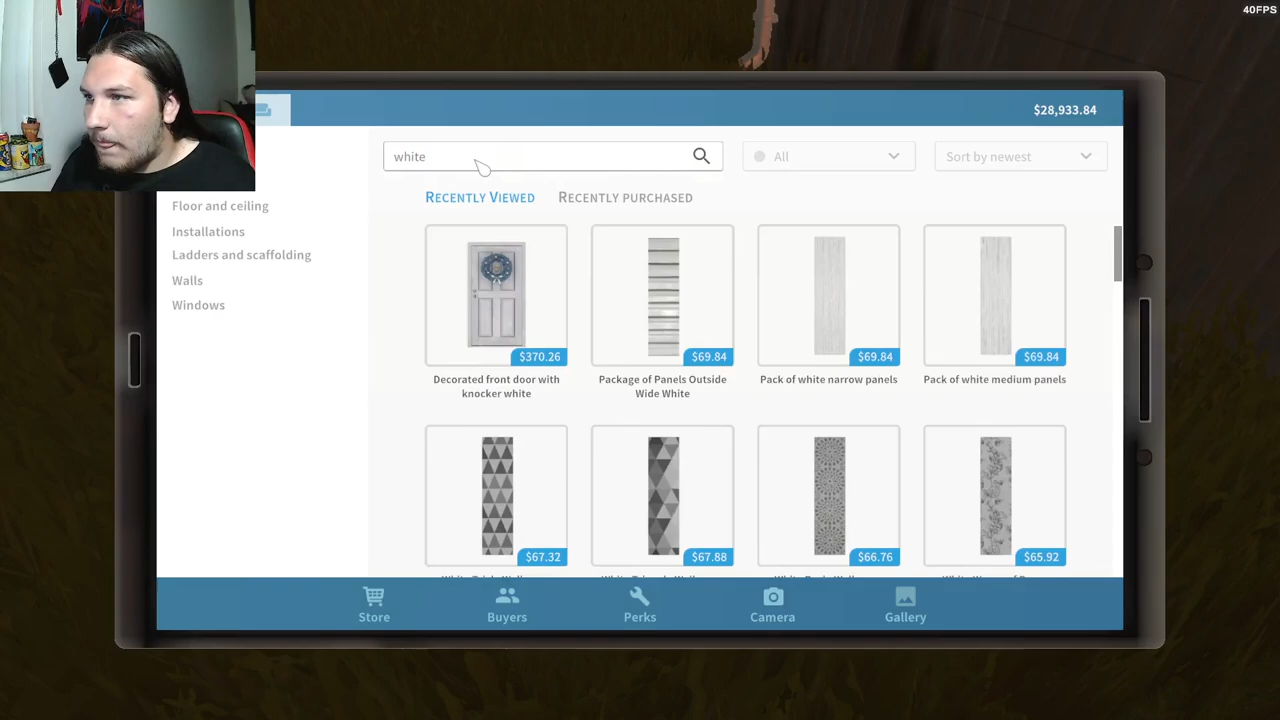 40FPS
$28,933.84
white
All
Sort by newest
RECENTLY VIEWED
RECENTLY PURCHASED
Floor and ceiling
Installations
Ladders and scaffolding
Walls
Windows
$370.26
$69.84
$69.84
$69.84
Decorated front door with
knocker white
Package of Panels Outside
Wide White
Pack of white narrow panels
Pack of white medium panels
$67.32
$67.88
$66.76
$65.92
Store
Buyers
Perks
Camera
Gallery